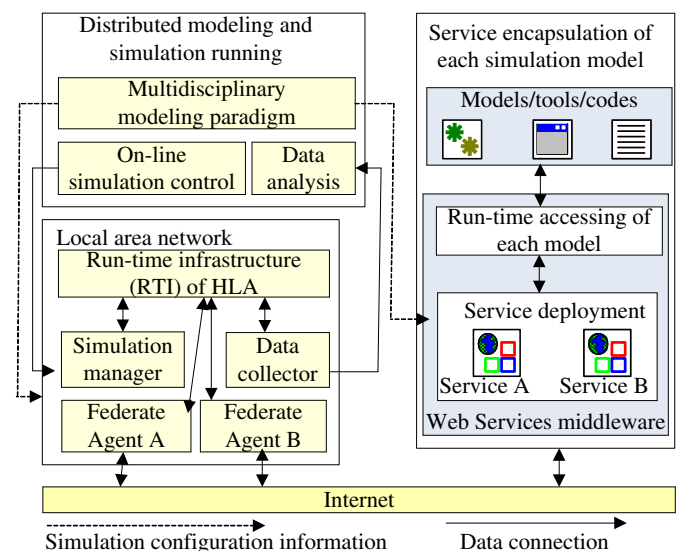 Distributed modeling and
simulation running
Multidisciplinary
modeling paradigm
On-line
simulation control
Data
analysis
Local area network
Run-time infrastructure
(RTI) of HLA
Simulation
manager
Data
collector
Federate
Agent A
Federate
Agent B
Service encapsulation of
each simulation model
Models/tools/codes
Run-time accessing of
each model
Service deployment
Service A
Service B
Web Services middleware
Internet
Simulation configuration information
Data connection